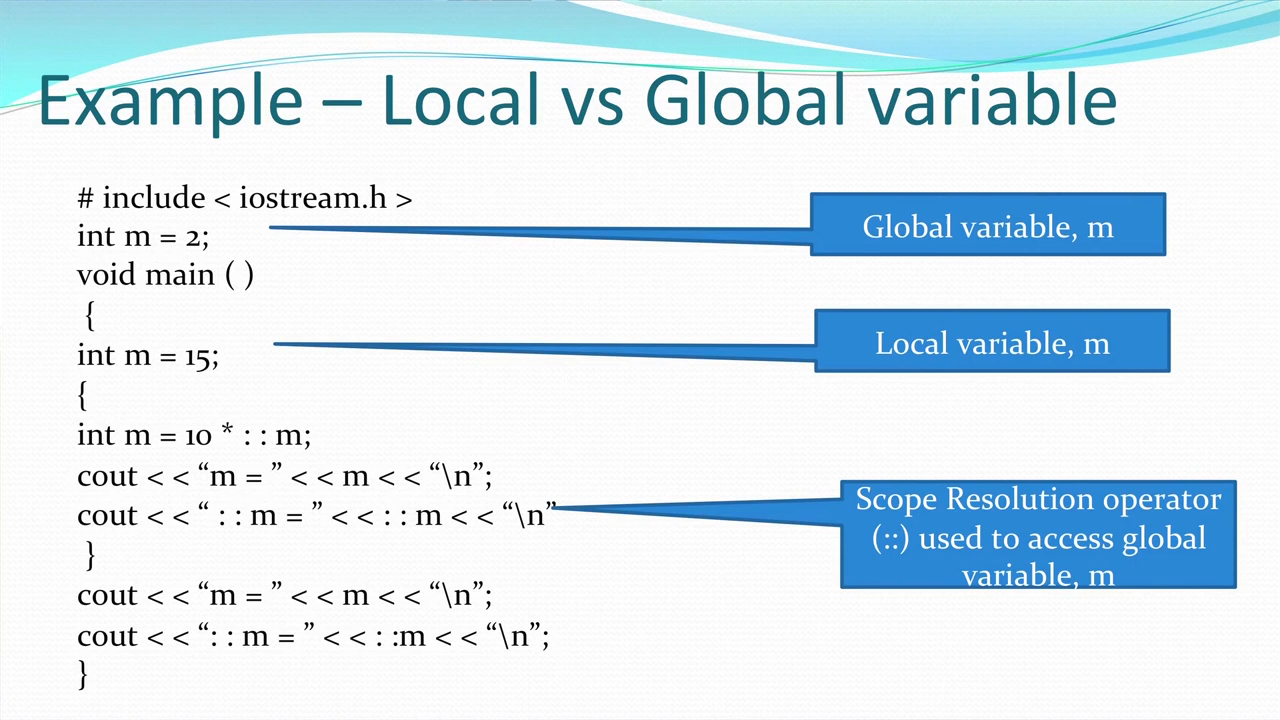 Example – Local vs Global variable
# include < iostream.h >
int m = 2;
void main ( )
{
int m = 15;
{
int m = 10 * : : m;
cout < < “m = ” < < m < < “\n”;
cout < < “ : : m = ” < < : : m < < “\n”
}
cout < < “m = ” < < m < < “\n”;
cout < < “: : m = ” < < : :m < < “\n”;
}
Global variable, m
Local variable, m
Scope Resolution operator
(::) used to access global
variable, m